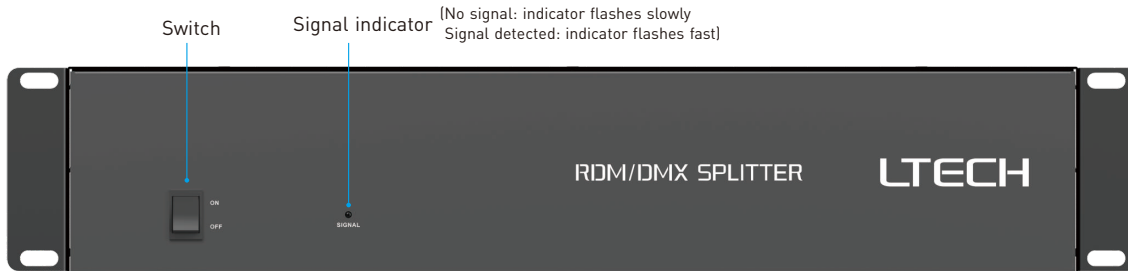 Switch
Signal indicator
(No signal: indicator flashes slowly
Signal detected: indicator flashes fast)
RDM/DMX SPLITTER
LTECH
ON
OFF
SIGNAL